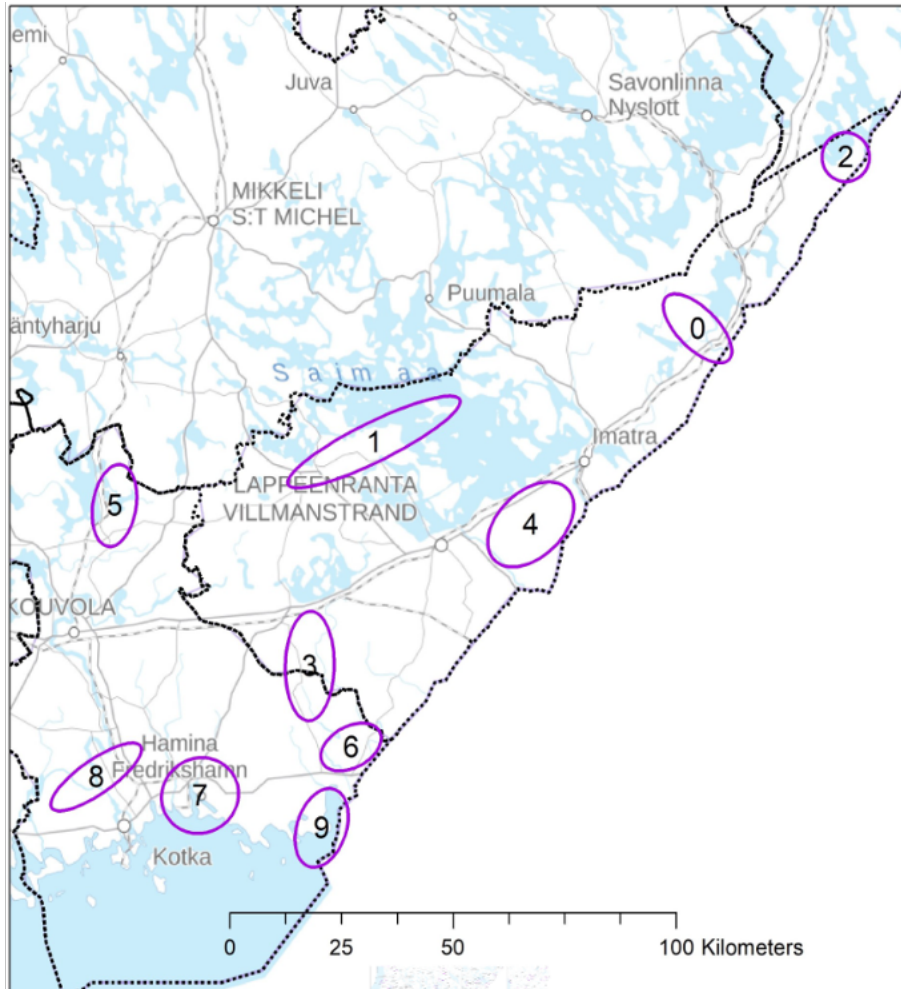 emi
Juva
Savonlinna
Nyslott
2
MIKKELI
S:T MICHEL
Puumala
äntyharju
0
Saimaa
1
Imatra
5
LAPPEENRANTA
VILLMANSTRAND
4
KOUVOLA
3
Hamina
Fredrikshamn
6
8
7
9
Kotka
0 25 50 100 Kilometers